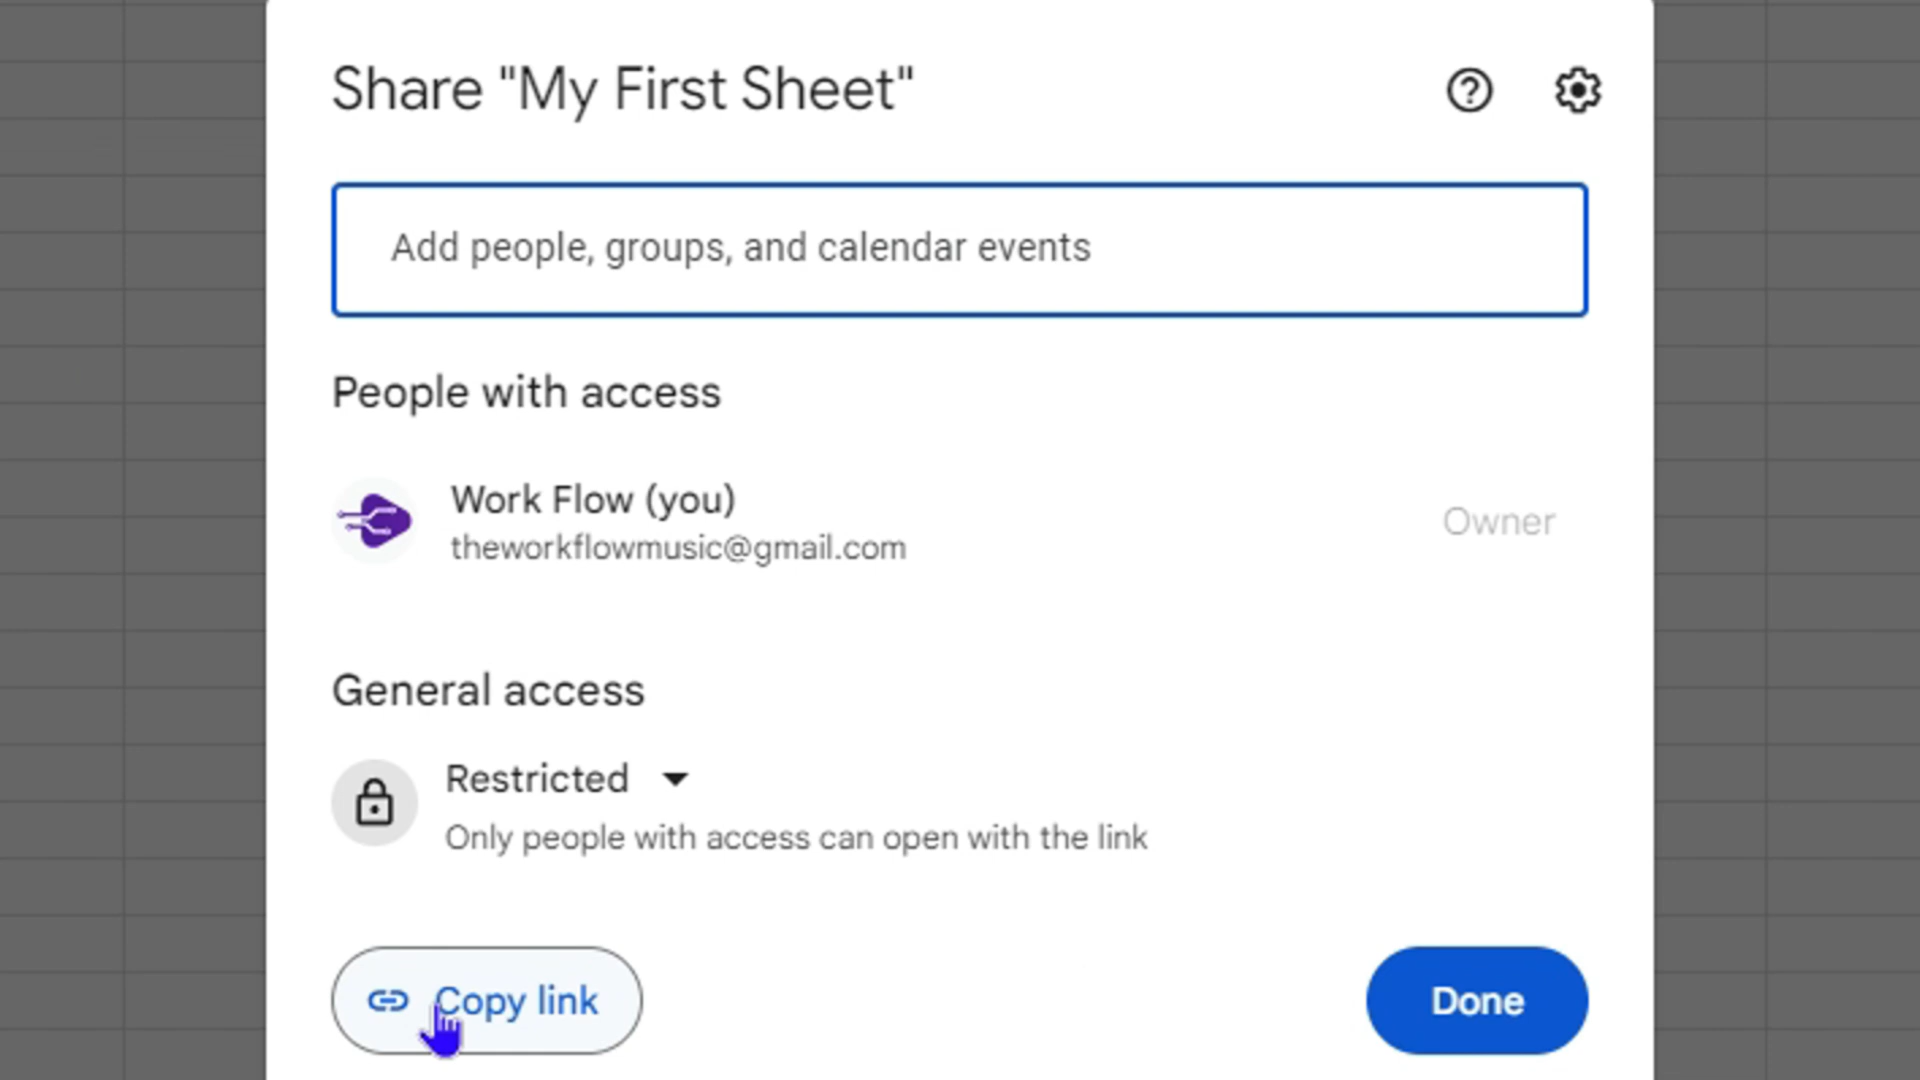 Share "My First Sheet"
Add people, groups, and calendar events
People with access
Work Flow (you)
theworkflowmusic@gmail.com
Owner
General access
Restricted
Only people with access can open with the link
Copy link
Done